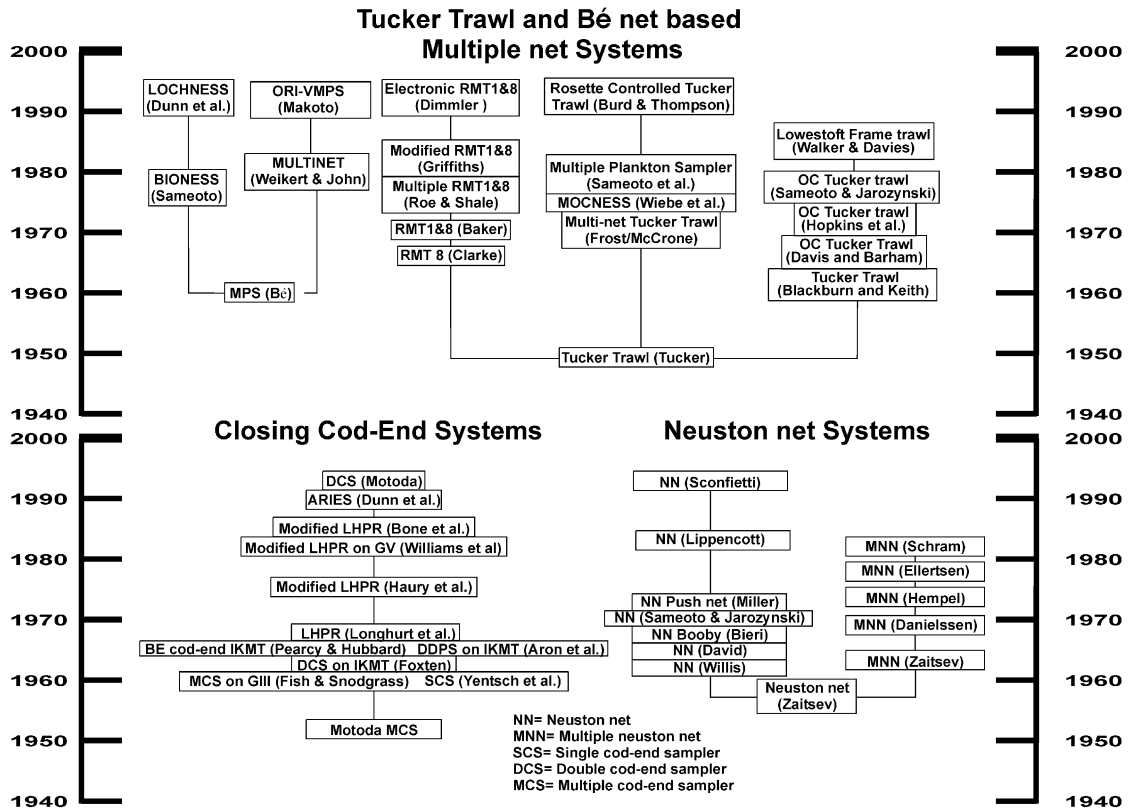 Tucker Trawl and Bé net based
Multiple net Systems
2000
2000
LOCHNESS
(Dunn et al.)
ORI-VMPS
(Makoto)
Electronic RMT1&8
(Dimmler )
Rosette Controlled Tucker
Trawl (Burd & Thompson)
1990
1990
Lowestoft Frame trawl
(Walker & Davies)
Modified RMT1&8
(Griffiths)
MULTINET
(Weikert & John)
Multiple Plankton Sampler
(Sameoto et al.)
1980
1980
BIONESS
(Sameoto)
Multiple RMT1&8
(Roe & Shale)
OC Tucker trawl
(Sameoto & Jarozynski)
MOCNESS (Wiebe et al.)
OC Tucker trawl
(Hopkins et al.)
Multi-net Tucker Trawl
(Frost/McCrone)
RMT1&8 (Baker)
1970
1970
OC Tucker Trawl
(Davis and Barham)
RMT 8 (Clarke)
Tucker Trawl
(Blackburn and Keith)
MPS (Bé)
1960
1960
1950
1950
Tucker Trawl (Tucker)
1940
1940
Closing Cod-End Systems
Neuston net Systems
2000
2000
DCS (Motoda)
NN (Sconfietti)
ARIES (Dunn et al.)
1990
1990
Modified LHPR (Bone et al.)
NN (Lippencott)
Modified LHPR on GV (Williams et al)
MNN (Schram)
1980
1980
MNN (Ellertsen)
Modified LHPR (Haury et al.)
MNN (Hempel)
NN Push net (Miller)
NN (Sameoto & Jarozynski)
1970
1970
MNN (Danielssen)
LHPR (Longhurt et al.)
NN Booby (Bieri)
BE cod-end IKMT (Pearcy & Hubbard) DDPS on IKMT (Aron et al.)
NN (David)
DCS on IKMT (Foxten)
NN (Willis)
MNN (Zaitsev)
MCS on GIII (Fish & Snodgrass) SCS (Yentsch et al.)
1960
1960
Neuston net
(Zaitsev)
Motoda MCS
1950
1950
NN= Neuston net
MNN= Multiple neuston net
SCS= Single cod-end sampler
DCS= Double cod-end sampler
MCS= Multiple cod-end sampler
1940
1940